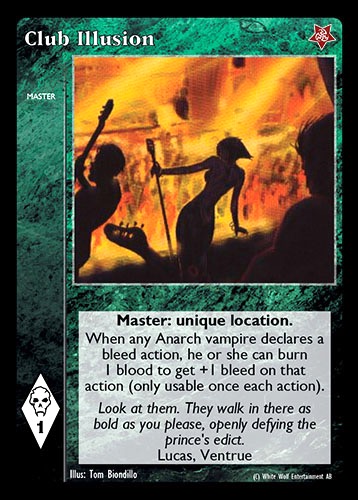 Club Illusion
MASTER
Master: unique location.
When any Anarch vampire declares a
bleed action, he or she can burn
1 blood to get +1 bleed on that
action (only usable once each action).
Look at them. They walk in there as
bold as you please, openly defying the
prince's edict.
Lucas, Ventrue
1
Illus: Tom Biondillo
(C) White Wolf Entertainment AB